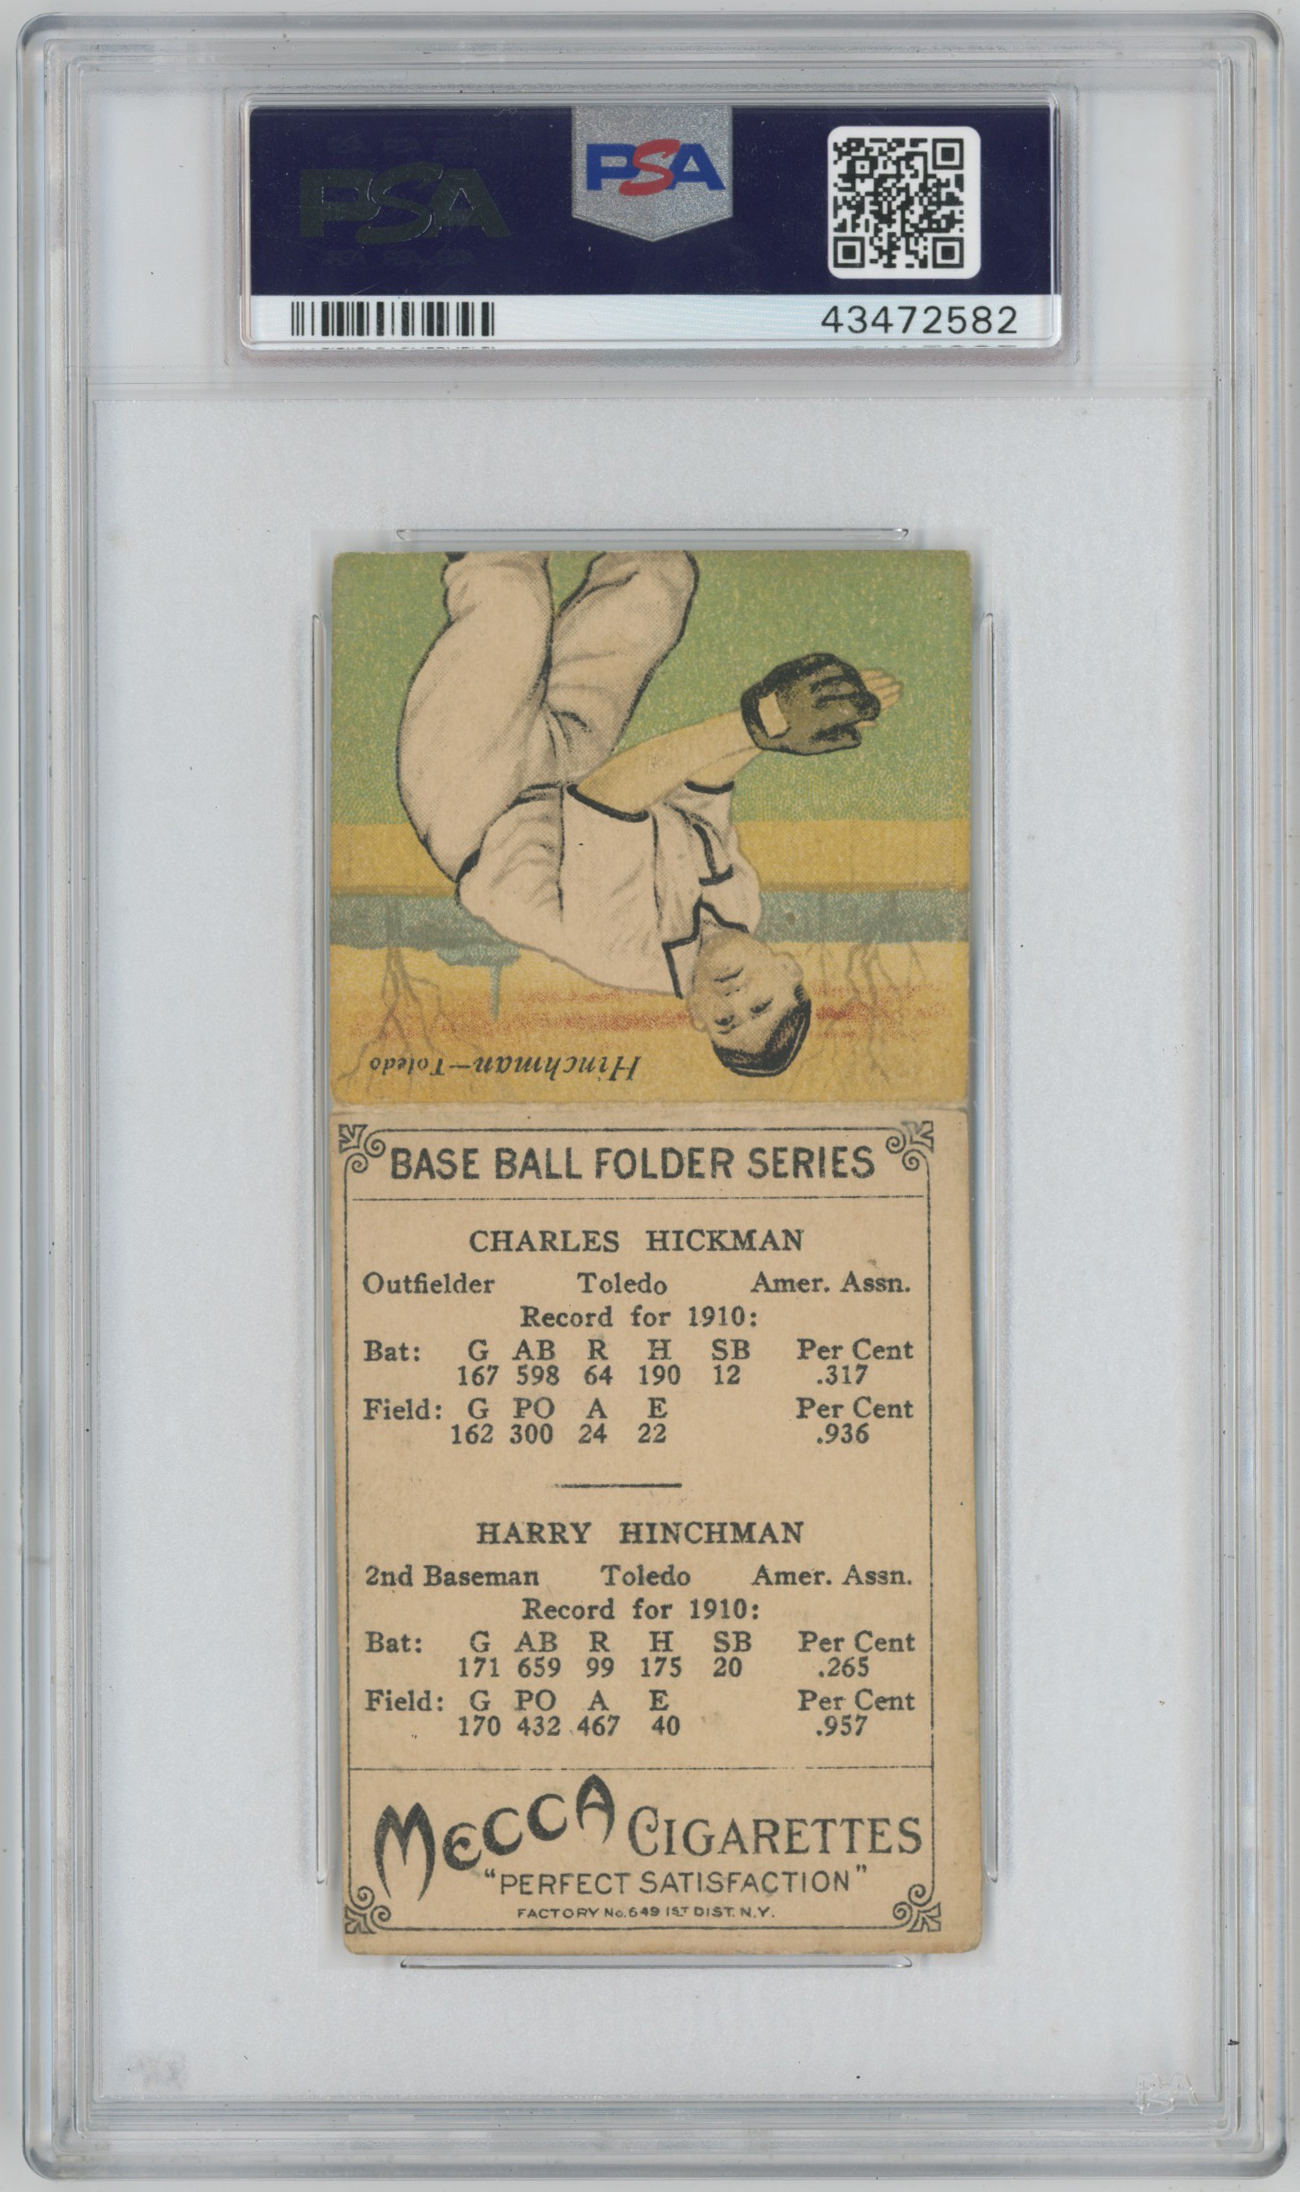 PSA
PSA
43472582
Hinchman—Toledo
BASE BALL FOLDER SERIES
CHARLES HICKMAN
Outfielder Toledo Amer. Assn.
Record for 1910:
Bat: G AB R H SB Per Cent
167 598 64 190 12 .317
Field: G PO A E Per Cent
162 300 24 22 .936
HARRY HINCHMAN
2nd Baseman Toledo Amer. Assn.
Record for 1910:
Bat: G AB R H SB Per Cent
171 659 99 175 20 .265
Field: G PO A E Per Cent
170 432 467 40 .957
MECCA CIGARETTES
"PERFECT SATISFACTION"
FACTORY No. 649 1ST DIST. N.Y.